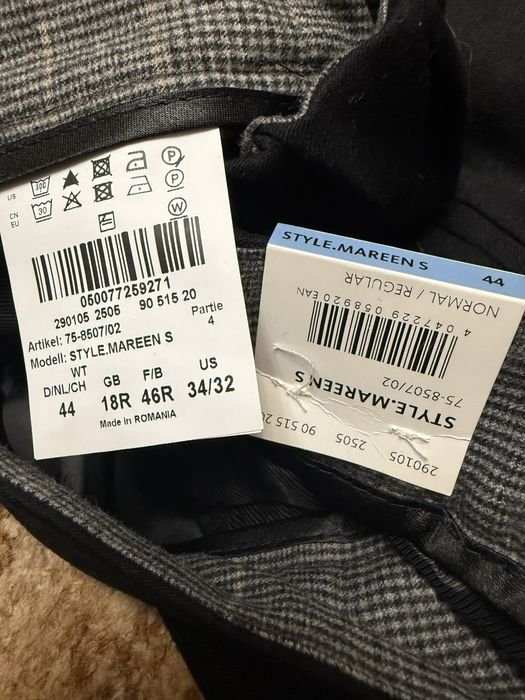 US
CN
EU
30
P
P
W
050077259271
290105 2505 90 515 20
Artikel: 75-8507/02 Partie
Modell: STYLE.MAREEN S 4
WT
D/NL/CH GB F/B US
44 18R 46R 34/32
Made in ROMANIA
STYLE.MAREEN S 44
NORMAL / REGULAR
4 047229 058920 EAN
75-8507/02
STYLE.MAREEN S
290105 2505 90 515 20